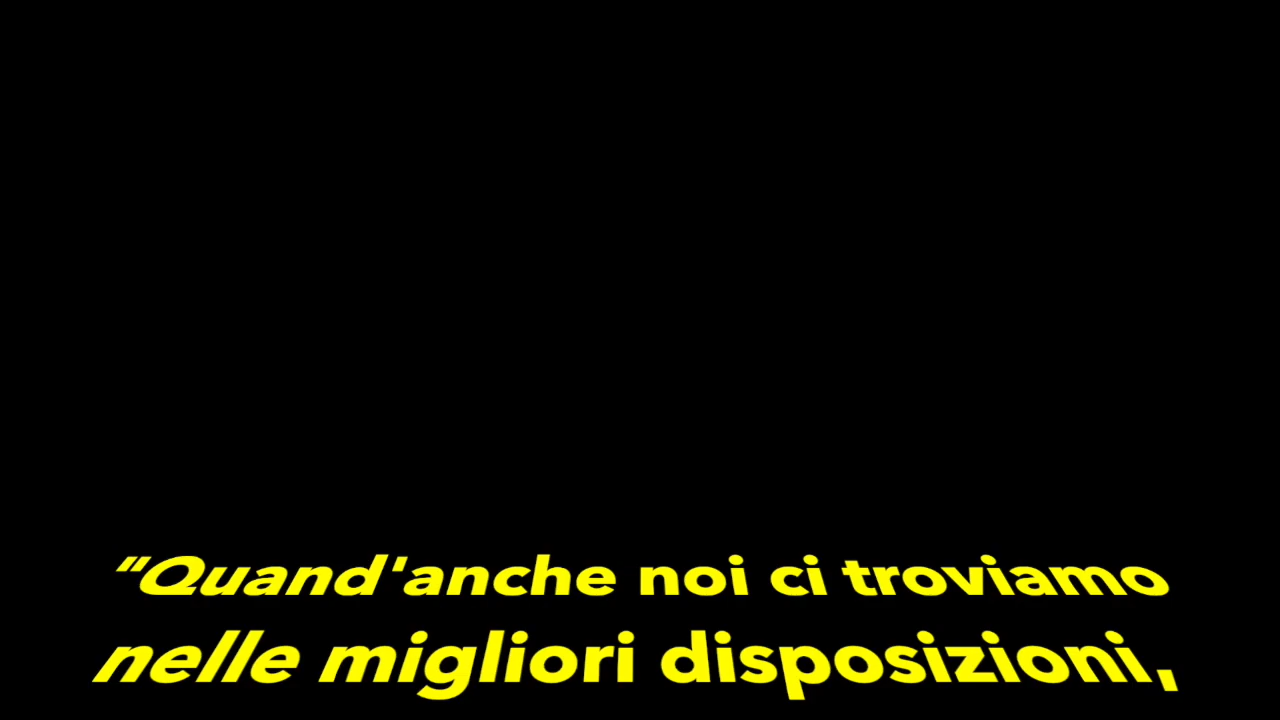 “Quand'anche noi ci troviamo
nelle migliori disposizioni,